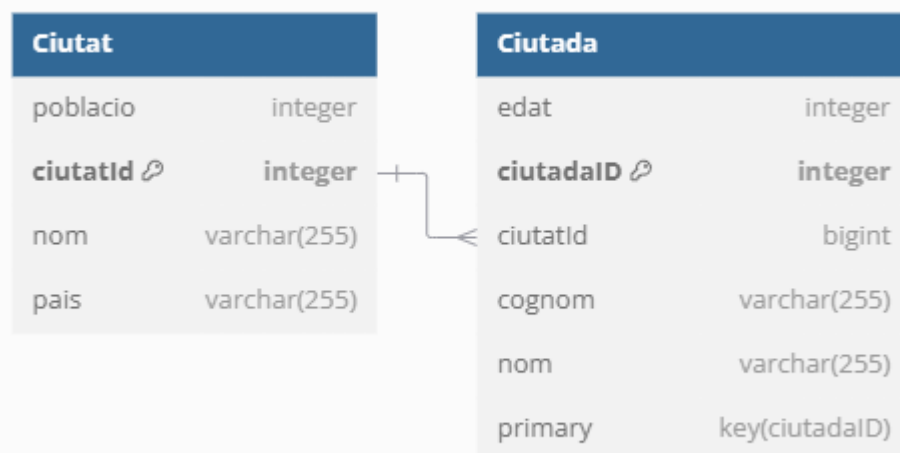 Ciutat
poblacio integer
ciutatId integer
nom varchar(255)
pais varchar(255)
Ciutada
edat integer
ciutadaID integer
ciutatId bigint
cognom varchar(255)
nom varchar(255)
primary key(ciutadaID)